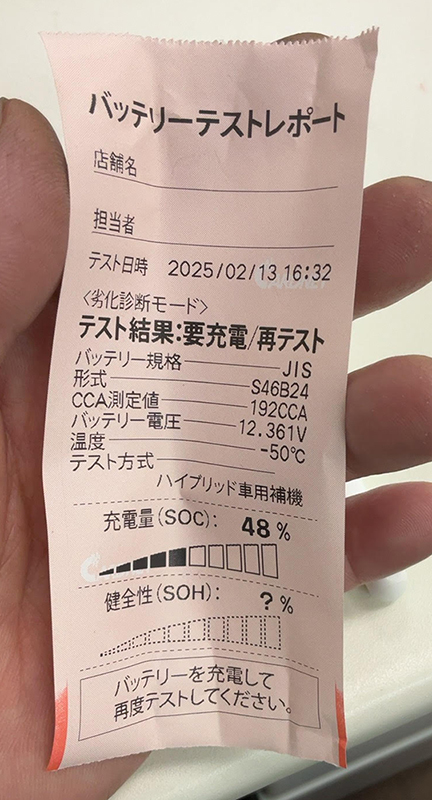 バッテリーテストレポート
店舗名
担当者
テスト日時 2025/02/13 16:32
〈劣化診断モード〉
テスト結果:要充電/再テスト
バッテリー規格 JIS
形式 S46B24
CCA測定値 192CCA
バッテリー電圧 12.361V
温度 -50℃
テスト方式
ハイブリッド車用補機
充電量(SOC): 48%
健全性(SOH): ?%
バッテリーを充電して
再度テストしてください。